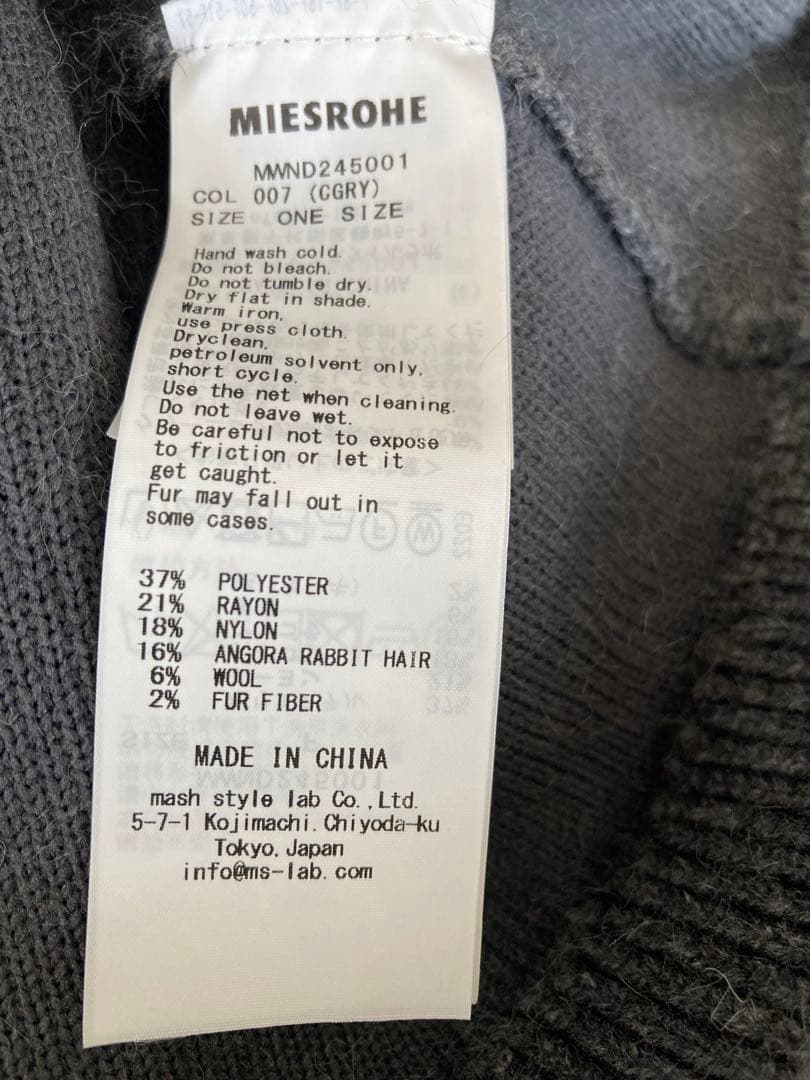 MIESROHE
MWND245001
COL 007 (CGRY)
SIZE ONE SIZE
Hand wash cold.
Do not bleach.
Do not tumble dry.
Dry flat in shade.
Warm iron,
use press cloth.
Dryclean,
petroleum solvent only,
short cycle.
Use the net when cleaning.
Do not leave wet.
Be careful not to expose
to friction or let it
get caught.
Fur may fall out in
some cases.
37% POLYESTER
21% RAYON
18% NYLON
16% ANGORA RABBIT HAIR
6% WOOL
2% FUR FIBER
MADE IN CHINA
mash style lab Co.,Ltd.
5-7-1 Kojimachi.Chiyoda-ku
Tokyo,Japan
info@ms-lab.com